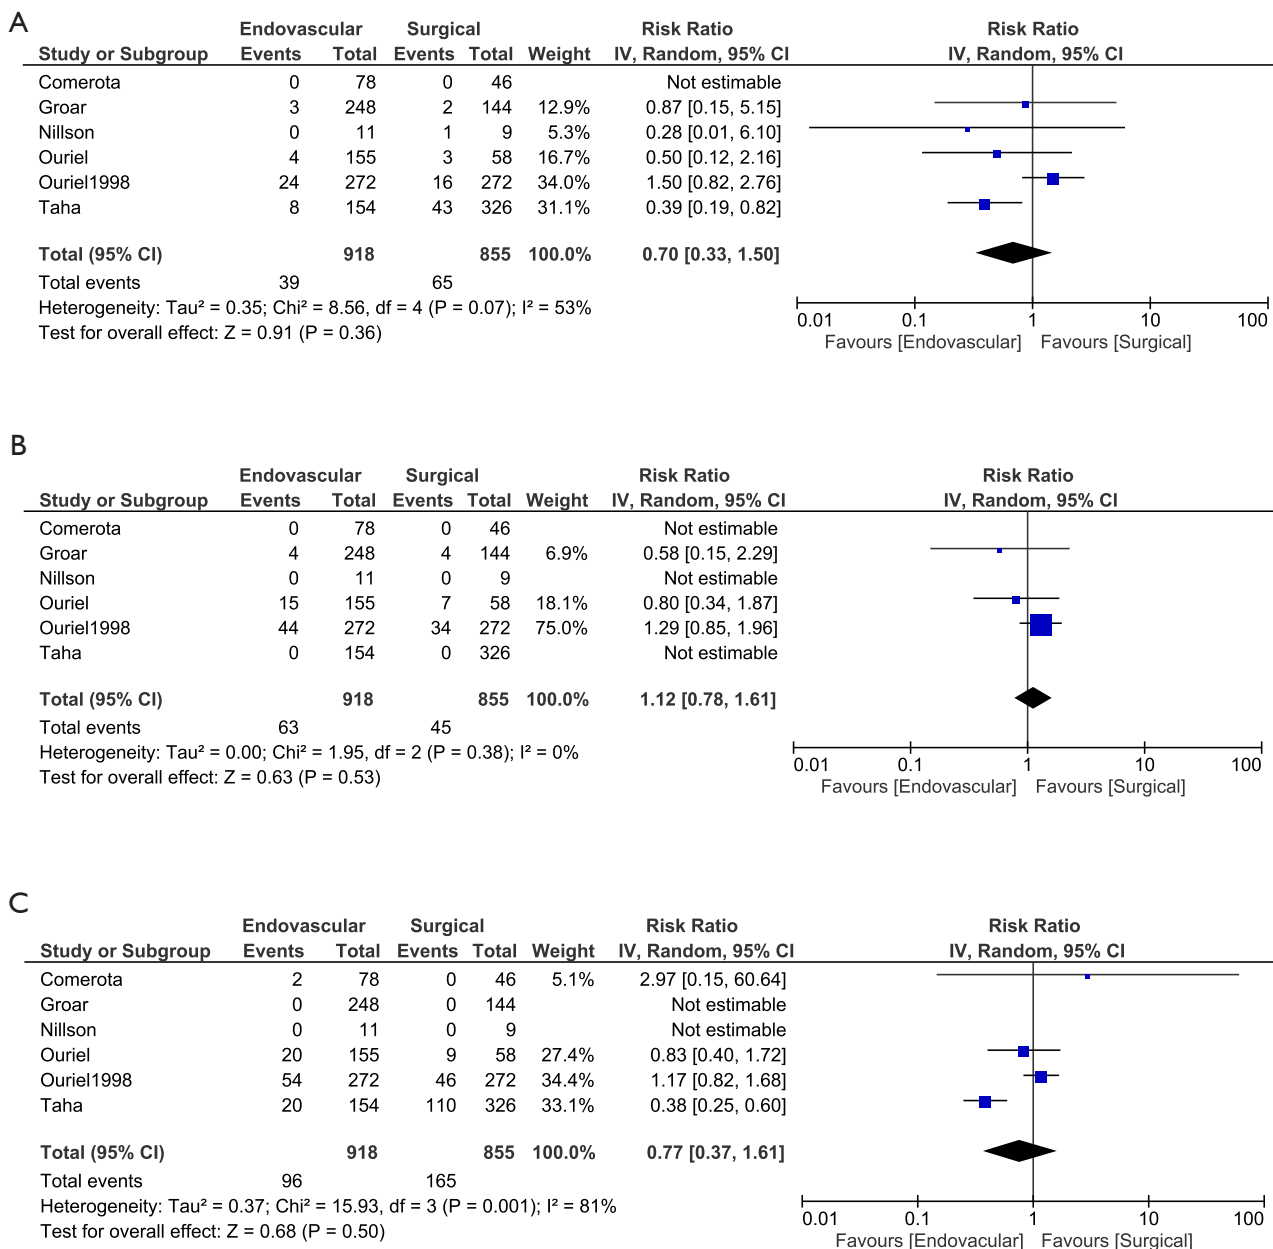 A
Endovascular Surgical Risk Ratio Risk Ratio
Study or Subgroup Events Total Events Total Weight IV, Random, 95% CI IV, Random, 95% CI
Comerota 0 78 0 46 Not estimable
Groar 3 248 2 144 12.9% 0.87 [0.15, 5.15]
Nillson 0 11 1 9 5.3% 0.28 [0.01, 6.10]
Ouriel 4 155 3 58 16.7% 0.50 [0.12, 2.16]
Ouriel1998 24 272 16 272 34.0% 1.50 [0.82, 2.76]
Taha 8 154 43 326 31.1% 0.39 [0.19, 0.82]
Total (95% CI) 918 855 100.0% 0.70 [0.33, 1.50]
Total events 39 65
Heterogeneity: Tau² = 0.35; Chi² = 8.56, df = 4 (P = 0.07); I² = 53%
Test for overall effect: Z = 0.91 (P = 0.36)
0.01 0.1 1 10 100
Favours [Endovascular] Favours [Surgical]
B
Endovascular Surgical Risk Ratio Risk Ratio
Study or Subgroup Events Total Events Total Weight IV, Random, 95% CI IV, Random, 95% CI
Comerota 0 78 0 46 Not estimable
Groar 4 248 4 144 6.9% 0.58 [0.15, 2.29]
Nillson 0 11 0 9 Not estimable
Ouriel 15 155 7 58 18.1% 0.80 [0.34, 1.87]
Ouriel1998 44 272 34 272 75.0% 1.29 [0.85, 1.96]
Taha 0 154 0 326 Not estimable
Total (95% CI) 918 855 100.0% 1.12 [0.78, 1.61]
Total events 63 45
Heterogeneity: Tau² = 0.00; Chi² = 1.95, df = 2 (P = 0.38); I² = 0%
Test for overall effect: Z = 0.63 (P = 0.53)
0.01 0.1 1 10 100
Favours [Endovascular] Favours [Surgical]
C
Endovascular Surgical Risk Ratio Risk Ratio
Study or Subgroup Events Total Events Total Weight IV, Random, 95% CI IV, Random, 95% CI
Comerota 2 78 0 46 5.1% 2.97 [0.15, 60.64]
Groar 0 248 0 144 Not estimable
Nillson 0 11 0 9 Not estimable
Ouriel 20 155 9 58 27.4% 0.83 [0.40, 1.72]
Ouriel1998 54 272 46 272 34.4% 1.17 [0.82, 1.68]
Taha 20 154 110 326 33.1% 0.38 [0.25, 0.60]
Total (95% CI) 918 855 100.0% 0.77 [0.37, 1.61]
Total events 96 165
Heterogeneity: Tau² = 0.37; Chi² = 15.93, df = 3 (P = 0.001); I² = 81%
Test for overall effect: Z = 0.68 (P = 0.50)
0.01 0.1 1 10 100
Favours [Endovascular] Favours [Surgical]